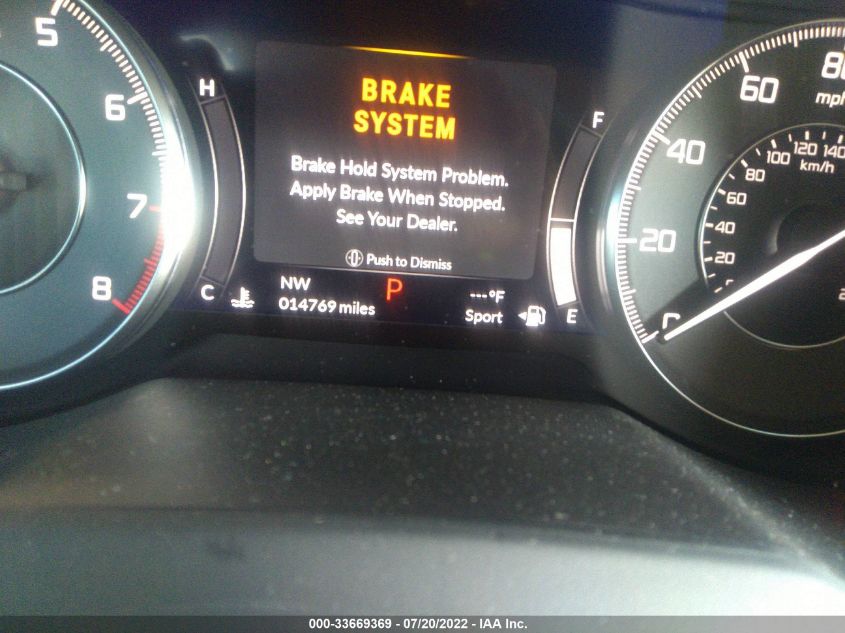 5
6
7
8
H
C
BRAKE
SYSTEM
Brake Hold System Problem.
Apply Brake When Stopped.
See Your Dealer.
Push to Dismiss
NW
014769 miles
P
---°F
Sport
F
E
80
mph
60
40
20
0
120 140
100
km/h
80
60
40
20
000-33669369 - 07/20/2022 - IAA Inc.